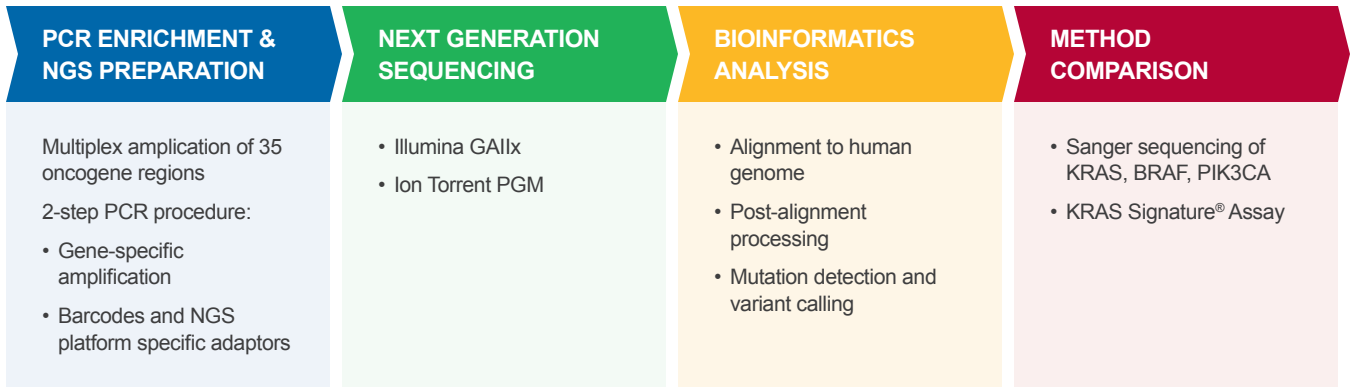 PCR ENRICHMENT &
NGS PREPARATION
Multiplex amplication of 35
oncogene regions
2-step PCR procedure:
• Gene-specific
amplification
• Barcodes and NGS
platform specific adaptors
NEXT GENERATION
SEQUENCING
• Illumina GAIIx
• Ion Torrent PGM
BIOINFORMATICS
ANALYSIS
• Alignment to human
genome
• Post-alignment
processing
• Mutation detection and
variant calling
METHOD
COMPARISON
• Sanger sequencing of
KRAS, BRAF, PIK3CA
• KRAS Signature® Assay